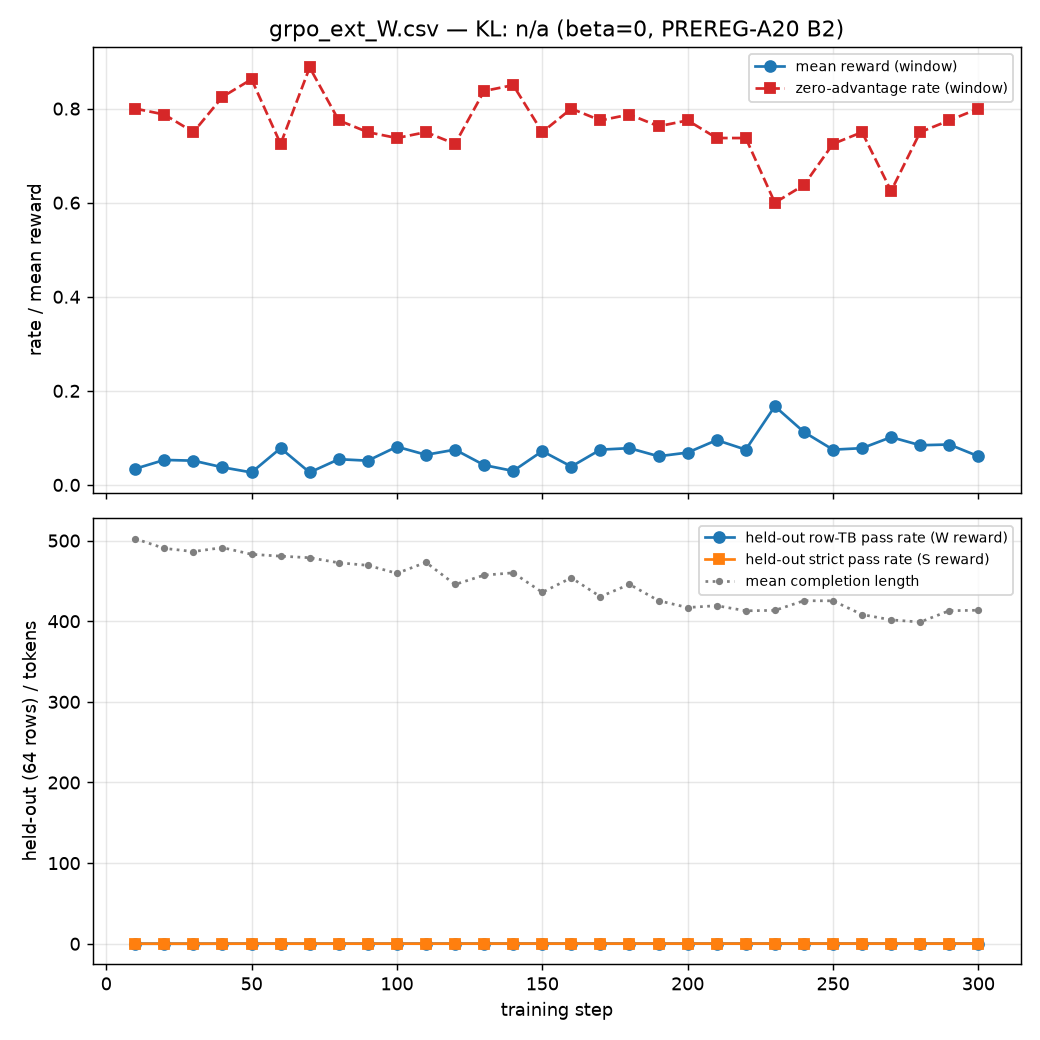 grpo_ext_W.csv — KL: n/a (beta=0, PREREG-A20 B2)
mean reward (window)
zero-advantage rate (window)
rate / mean reward
0.8
0.6
0.4
0.2
0.0
held-out row-TB pass rate (W reward)
held-out strict pass rate (S reward)
mean completion length
held-out (64 rows) / tokens
500
400
300
200
100
0
0 50 100 150 200 250 300
training step